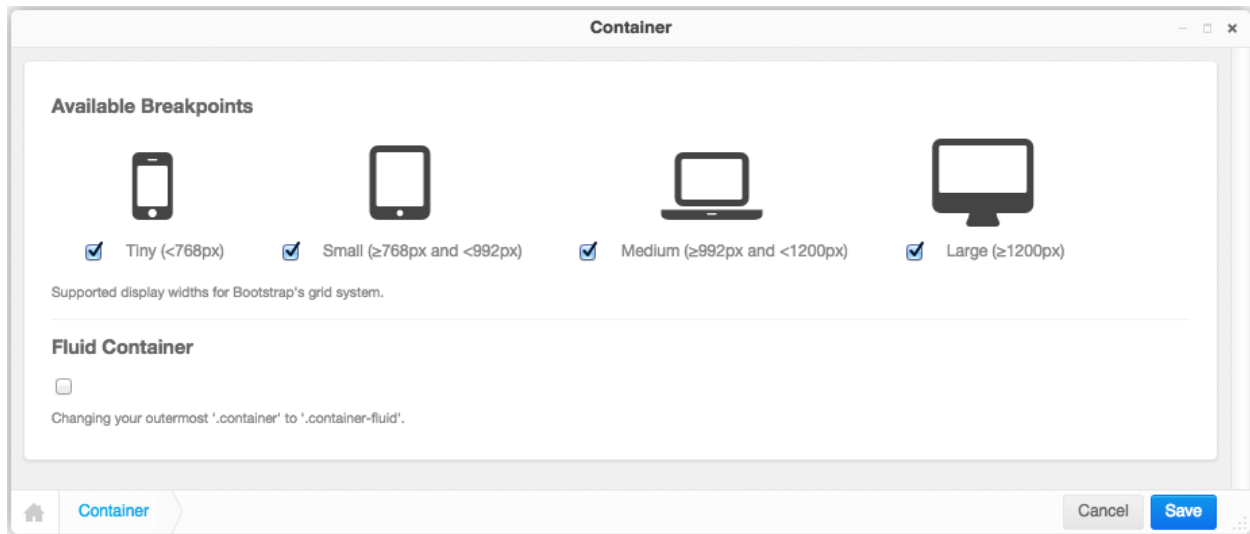 Container
Available Breakpoints
Tiny (<768px) Small (≥768px and <992px) Medium (≥992px and <1200px) Large (≥1200px)
Supported display widths for Bootstrap's grid system.
Fluid Container
Changing your outermost '.container' to '.container-fluid'.
Container Cancel Save